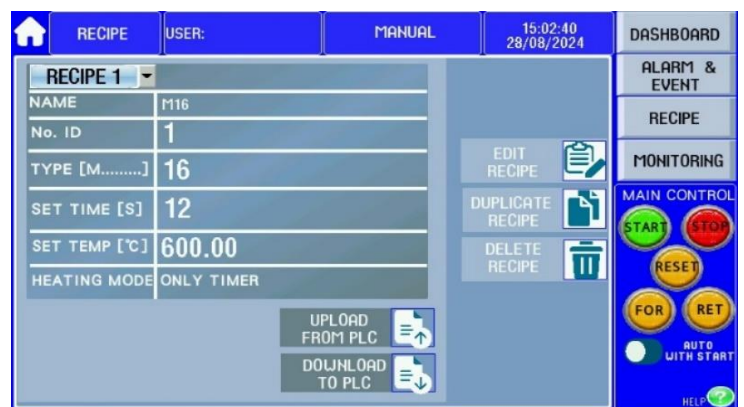 RECIPE USER: MANUAL 15:02:40
28/08/2024
RECIPE 1
NAME M16
No. ID 1
TYPE [M.........] 16
SET TIME [S] 12
SET TEMP [℃] 600.00
HEATING MODE ONLY TIMER
UPLOAD
FROM PLC
DOWNLOAD
TO PLC
EDIT
RECIPE
DUPLICATE
RECIPE
DELETE
RECIPE
DASHBOARD
ALARM &
EVENT
RECIPE
MONITORING
MAIN CONTROL
START STOP
RESET
FOR RET
AUTO
WITH START
HELP ?